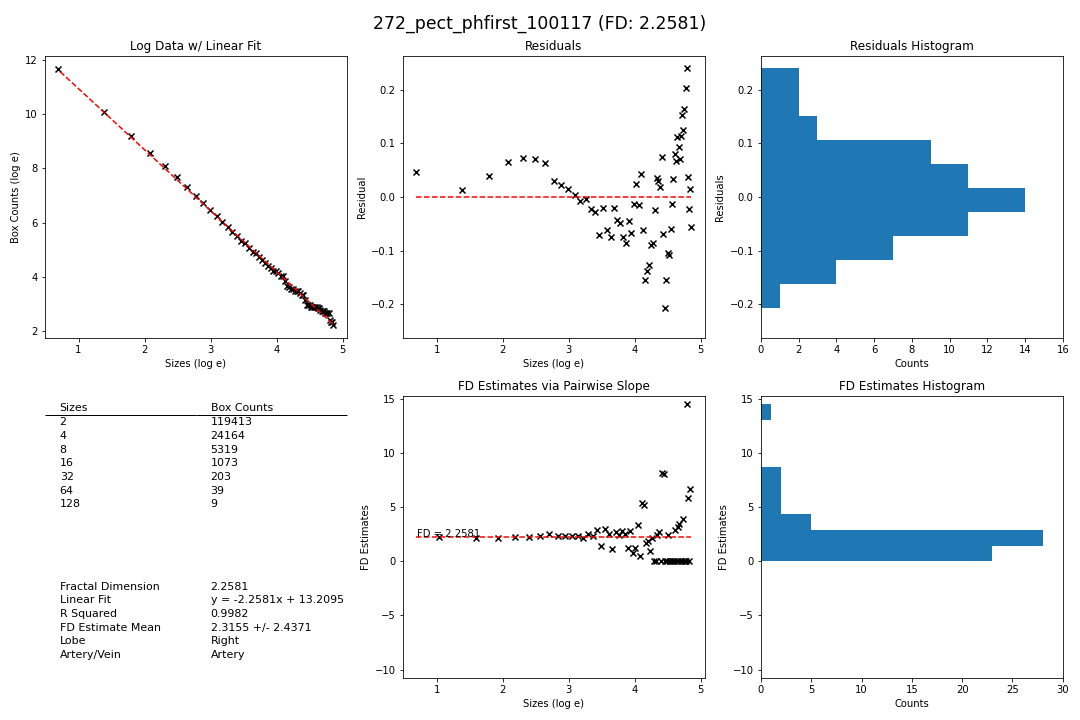 272_pect_phfirst_100117 (FD: 2.2581)
Log Data w/ Linear Fit
12
10
8
6
4
2
1
2
3
4
5
Box Counts (log e)
Sizes (log e)
Residuals
0.2
0.1
0.0
−0.1
−0.2
1
2
3
4
5
Residual
Sizes (log e)
Residuals Histogram
0.2
0.1
0.0
−0.1
−0.2
0
2
4
6
8
10
12
14
16
Residuals
Counts
Sizes Box Counts
2 119413
4 24164
8 5319
16 1073
32 203
64 39
128 9
Fractal Dimension 2.2581
Linear Fit y = -2.2581x + 13.2095
R Squared 0.9982
FD Estimate Mean 2.3155 +/- 2.4371
Lobe Right
Artery/Vein Artery
FD Estimates via Pairwise Slope
15
10
5
0
−5
−10
1
2
3
4
5
FD = 2.2581
FD Estimates
Sizes (log e)
FD Estimates Histogram
15
10
5
0
−5
−10
0
5
10
15
20
25
30
FD Estimates
Counts